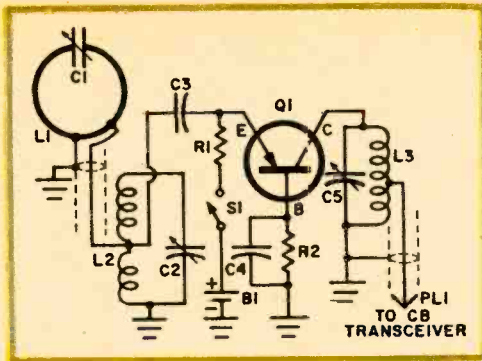 C1
C3
Q1
L1
R1
E
C
L3
S1
C5
B
L2
C2
C4
R2
+
B1
PL1
TO CB
TRANSCEIVER